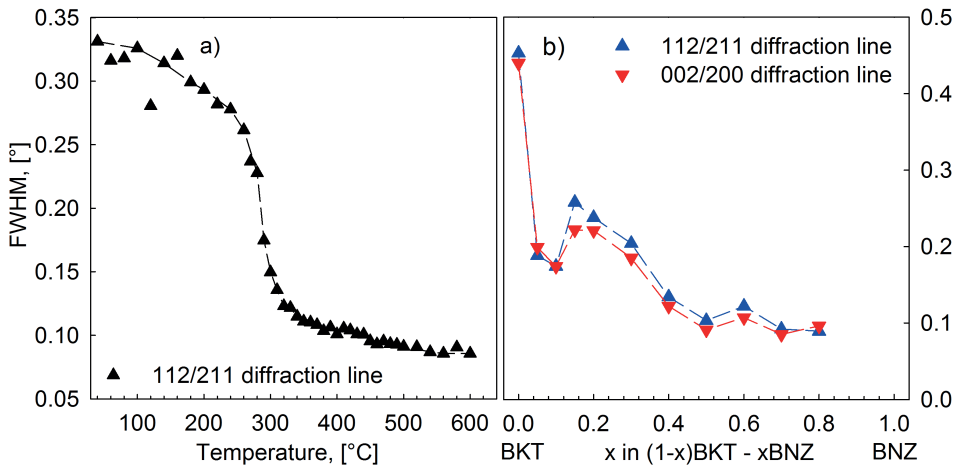 a)
0.35
0.30
0.25
0.20
0.15
0.10
0.05
FWHM, [°]
112/211 diffraction line
0 100 200 300 400 500 600
Temperature, [°C]
b)
112/211 diffraction line
002/200 diffraction line
0.5
0.4
0.3
0.2
0.1
0.0
0.0 0.2 0.4 0.6 0.8 1.0
BKT x in (1-x)BKT - xBNZ BNZ